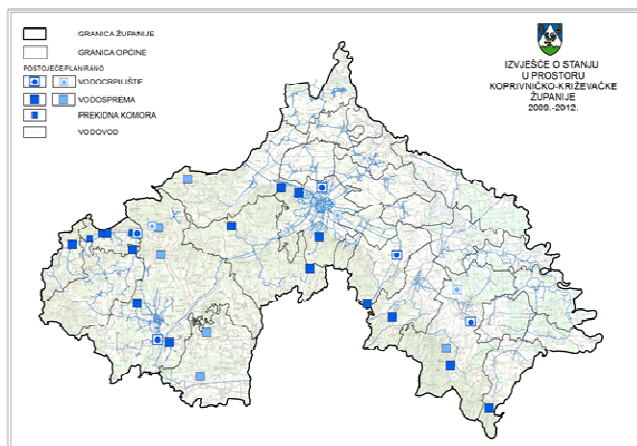 GRANICA ŽUPANIJE
GRANICA OPĆINE
POSTOJEĆE/PLANIRANO
VODOCRPILIŠTE
VODOSPREMA
PREKIDNA KOMORA
VODOVOD
IZVJEŠĆE O STANJU
U PROSTORU
KOPRIVNIČKO-KRIŽEVAČKE
ŽUPANIJE
2009.-2012.